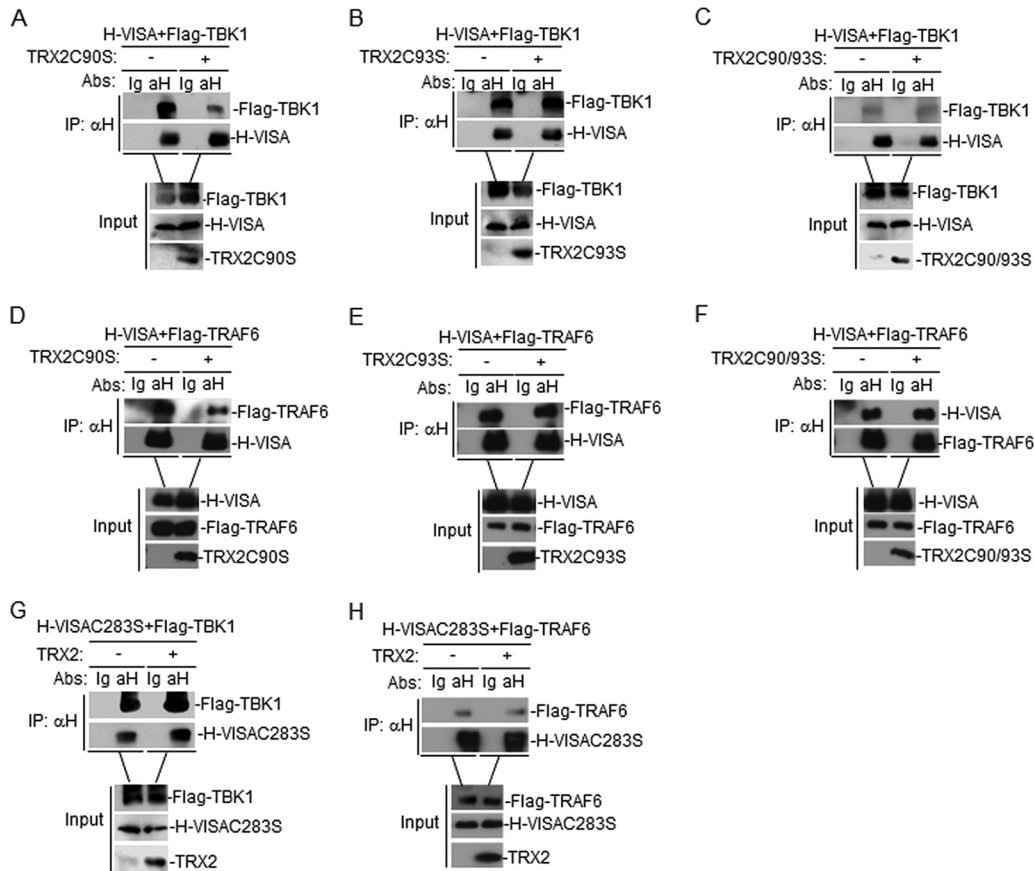 A
H-VISA+Flag-TBK1
TRX2C90S: - +
Abs: Ig aH Ig aH
IP: αH
-Flag-TBK1
-H-VISA
Input
-Flag-TBK1
-H-VISA
-TRX2C90S
B
H-VISA+Flag-TBK1
TRX2C93S: - +
Abs: Ig aH Ig aH
IP: αH
-Flag-TBK1
-H-VISA
Input
-Flag-TBK1
-H-VISA
-TRX2C93S
C
H-VISA+Flag-TBK1
TRX2C90/93S: - +
Abs: Ig aH Ig aH
IP: αH
-Flag-TBK1
-H-VISA
Input
-Flag-TBK1
-H-VISA
-TRX2C90/93S
D
H-VISA+Flag-TRAF6
TRX2C90S: - +
Abs: Ig aH Ig aH
IP: αH
-Flag-TRAF6
-H-VISA
Input
-H-VISA
-Flag-TRAF6
-TRX2C90S
E
H-VISA+Flag-TRAF6
TRX2C93S: - +
Abs: Ig aH Ig aH
IP: αH
-Flag-TRAF6
-H-VISA
Input
-H-VISA
-Flag-TRAF6
-TRX2C93S
F
H-VISA+Flag-TRAF6
TRX2C90/93S: - +
Abs: Ig aH Ig aH
IP: αH
-H-VISA
-Flag-TRAF6
Input
-H-VISA
-Flag-TRAF6
-TRX2C90/93S
G
H-VISAC283S+Flag-TBK1
TRX2: - +
Abs: Ig aH Ig aH
IP: αH
-Flag-TBK1
-H-VISAC283S
Input
-Flag-TBK1
-H-VISAC283S
-TRX2
H
H-VISAC283S+Flag-TRAF6
TRX2: - +
Abs: Ig aH Ig aH
IP: αH
-Flag-TRAF6
-H-VISAC283S
Input
-Flag-TRAF6
-H-VISAC283S
-TRX2